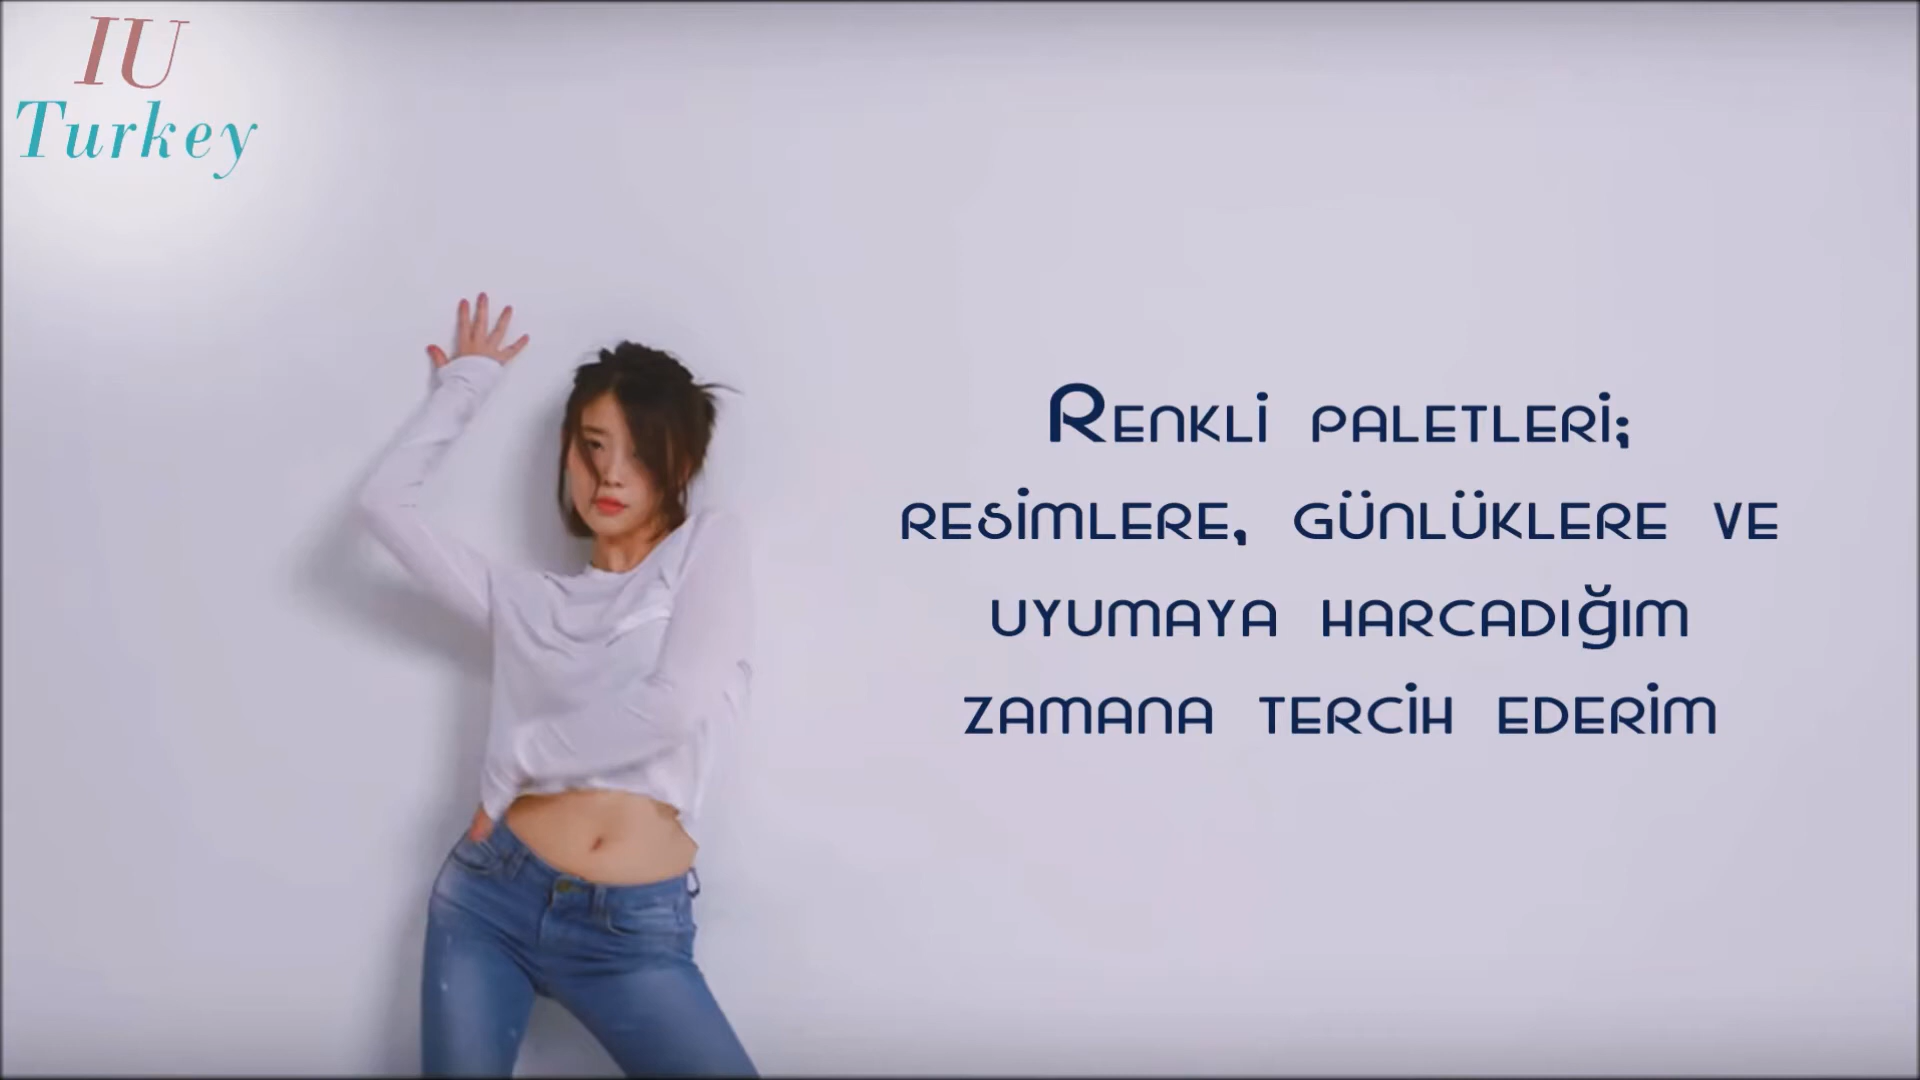 IU
Turkey
Renkli paletleri;
resimlere, günlüklere ve
uyumaya harcadığım
zamana tercih ederim